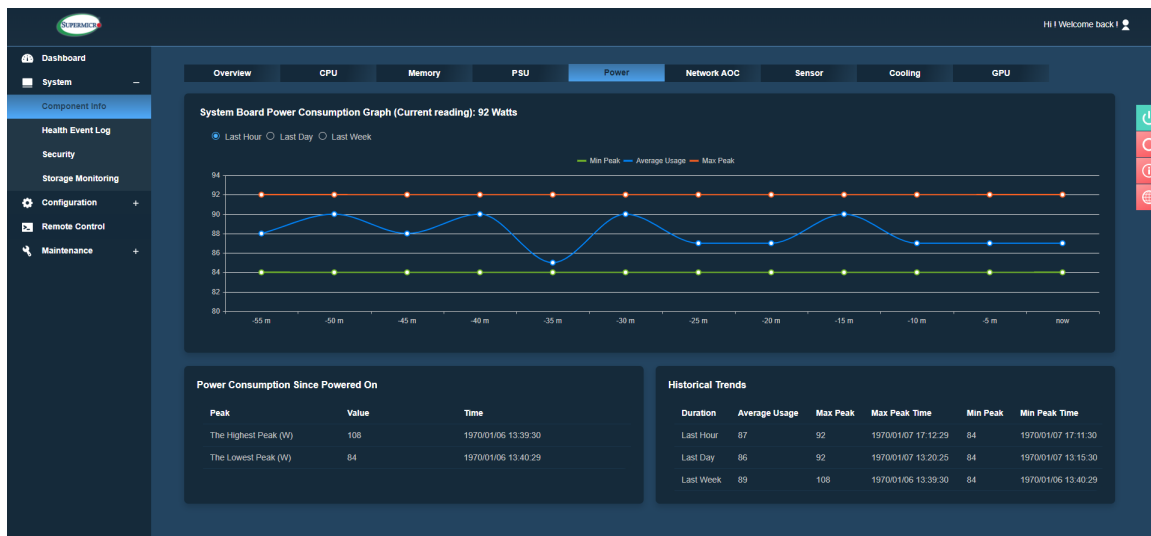 SUPERMICR
Hi ! Welcome back !
Dashboard
System −
Component Info
Health Event Log
Security
Storage Monitoring
Configuration +
Remote Control
Maintenance +
Overview CPU Memory PSU Power Network AOC Sensor Cooling GPU
System Board Power Consumption Graph (Current reading): 92 Watts
Last Hour Last Day Last Week
Min Peak Average Usage Max Peak
94
92
90
88
86
84
82
80
-55 m -50 m -45 m -40 m -35 m -30 m -25 m -20 m -15 m -10 m -5 m now
Power Consumption Since Powered On
Peak Value Time
The Highest Peak (W) 108 1970/01/06 13:39:30
The Lowest Peak (W) 84 1970/01/06 13:40:29
Historical Trends
Duration Average Usage Max Peak Max Peak Time Min Peak Min Peak Time
Last Hour 87 92 1970/01/07 17:12:29 84 1970/01/07 17:11:30
Last Day 86 92 1970/01/07 13:20:25 84 1970/01/07 13:15:30
Last Week 89 108 1970/01/06 13:39:30 84 1970/01/06 13:40:29